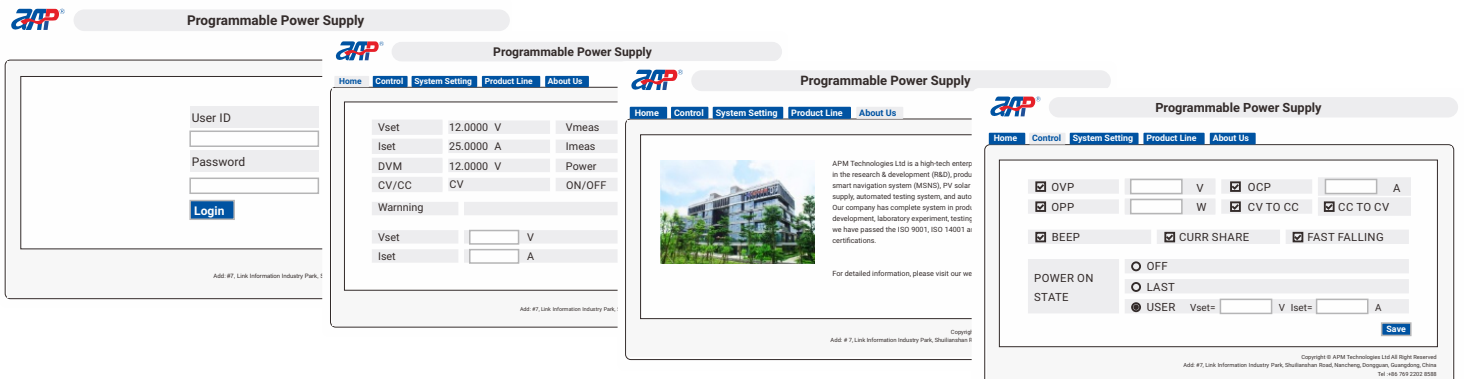 APM®
Programmable Power Supply
User ID
Password
Login
Add: #7, Link Information Industry Park,
APM®
Programmable Power Supply
Home Control System Setting Product Line About Us
Vset 12.0000 V Vmeas
Iset 25.0000 A Imeas
DVM 12.0000 V Power
CV/CC CV ON/OFF
Warnning
Vset V
Iset A
Add: #7, Link Information Industry Park,
APM®
Programmable Power Supply
Home Control System Setting Product Line About Us
APM Technologies Ltd is a high-tech
in the research & development (R&D),
smart navigation system (MSNS), PV solar
supply, automated testing system, and
Our company has complete system in
development, laboratory experiment, testing
we have passed the ISO 9001, ISO 14001
certifications.
For detailed information, please visit our
Add: # 7, Link Information Industry Park, Shuilianshan
APM®
Programmable Power Supply
Home Control System Setting Product Line About Us
OVP V OCP A
OPP W CV TO CC CC TO CV
BEEP CURR SHARE FAST FALLING
POWER ON
STATE
OFF
LAST
USER Vset= V Iset= A
Save
Copyright © APM Technologies Ltd All Right Reserved
Add: #7, Link Information Industry Park, Shuilianshan Road, Nancheng, Dongguan, Guangdong, China
Tel :+86 769 2202 8588